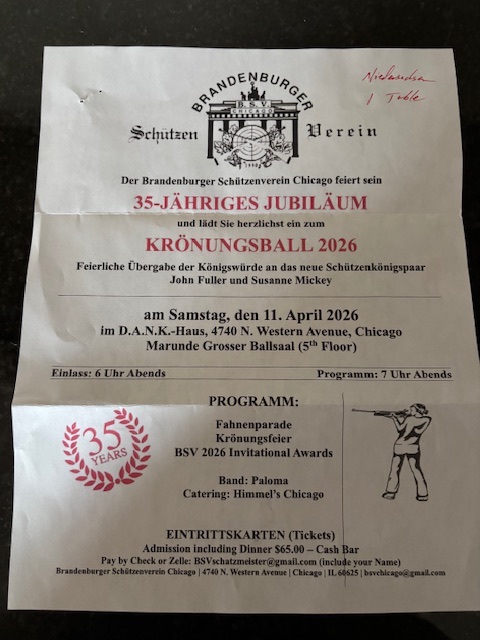 BRANDENBURGER
B. S. V.
CHICAGO
Schützen Verein
1 Table
Der Brandenburger Schützenverein Chicago feiert sein
35-JÄHRIGES JUBILÄUM
und lädt Sie herzlichst ein zum
KRÖNUNGSBALL 2026
Feierliche Übergabe der Königswürde an das neue Schützenkönigspaar
John Fuller und Susanne Mickey
am Samstag, den 11. April 2026
im D.A.N.K.-Haus, 4740 N. Western Avenue, Chicago
Marunde Grosser Ballsaal (5th Floor)
Einlass: 6 Uhr Abends Programm: 7 Uhr Abends
PROGRAMM:
Fahnenparade
Krönungsfeier
BSV 2026 Invitational Awards
35
YEARS
Band: Paloma
Catering: Himmel's Chicago
EINTRITTSKARTEN (Tickets)
Admission including Dinner $65.00 – Cash Bar
Pay by Check or Zelle: BSVschatzmeister@gmail.com (include your Name)
Brandenburger Schützenverein Chicago | 4740 N. Western Avenue | Chicago | IL 60625 | bsvchicago@gmail.com